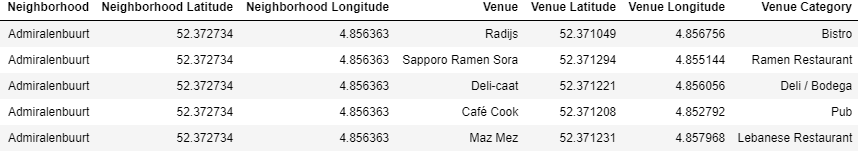 Neighborhood Neighborhood Latitude Neighborhood Longitude Venue Venue Latitude Venue Longitude Venue Category
Admiralenbuurt 52.372734 4.856363 Radijs 52.371049 4.856756 Bistro
Admiralenbuurt 52.372734 4.856363 Sapporo Ramen Sora 52.371294 4.855144 Ramen Restaurant
Admiralenbuurt 52.372734 4.856363 Deli-caat 52.371221 4.856056 Deli / Bodega
Admiralenbuurt 52.372734 4.856363 Café Cook 52.371208 4.852792 Pub
Admiralenbuurt 52.372734 4.856363 Maz Mez 52.371231 4.857968 Lebanese Restaurant